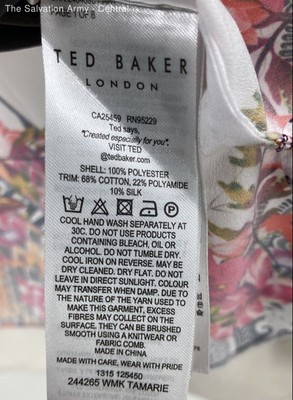 The Salvation Army - Central
PAGE 1 OF 8
TED BAKER
LONDON
CA25459 RN95229
Ted says,
"Created especially for you".
VISIT TED
@tedbaker.com
SHELL: 100% POLYESTER
TRIM: 68% COTTON, 22% POLYAMIDE
10% SILK
COOL HAND WASH SEPARATELY AT
30C. DO NOT USE PRODUCTS
CONTAINING BLEACH, OIL OR
ALCOHOL. DO NOT TUMBLE DRY.
COOL IRON ON REVERSE. MAY BE
DRY CLEANED. DRY FLAT. DO NOT
LEAVE IN DIRECT SUNLIGHT. COLOUR
MAY TRANSFER WHEN DAMP. DUE TO
THE NATURE OF THE YARN USED TO
MAKE THIS GARMENT, EXCESS
FIBRES MAY COLLECT ON THE
SURFACE. THEY CAN BE BRUSHED
SMOOTH USING A KNITWEAR OR
FABRIC COMB.
MADE IN CHINA
MADE WITH CARE, WEAR WITH PRIDE
1315 125450
244265 WMK TAMARIE